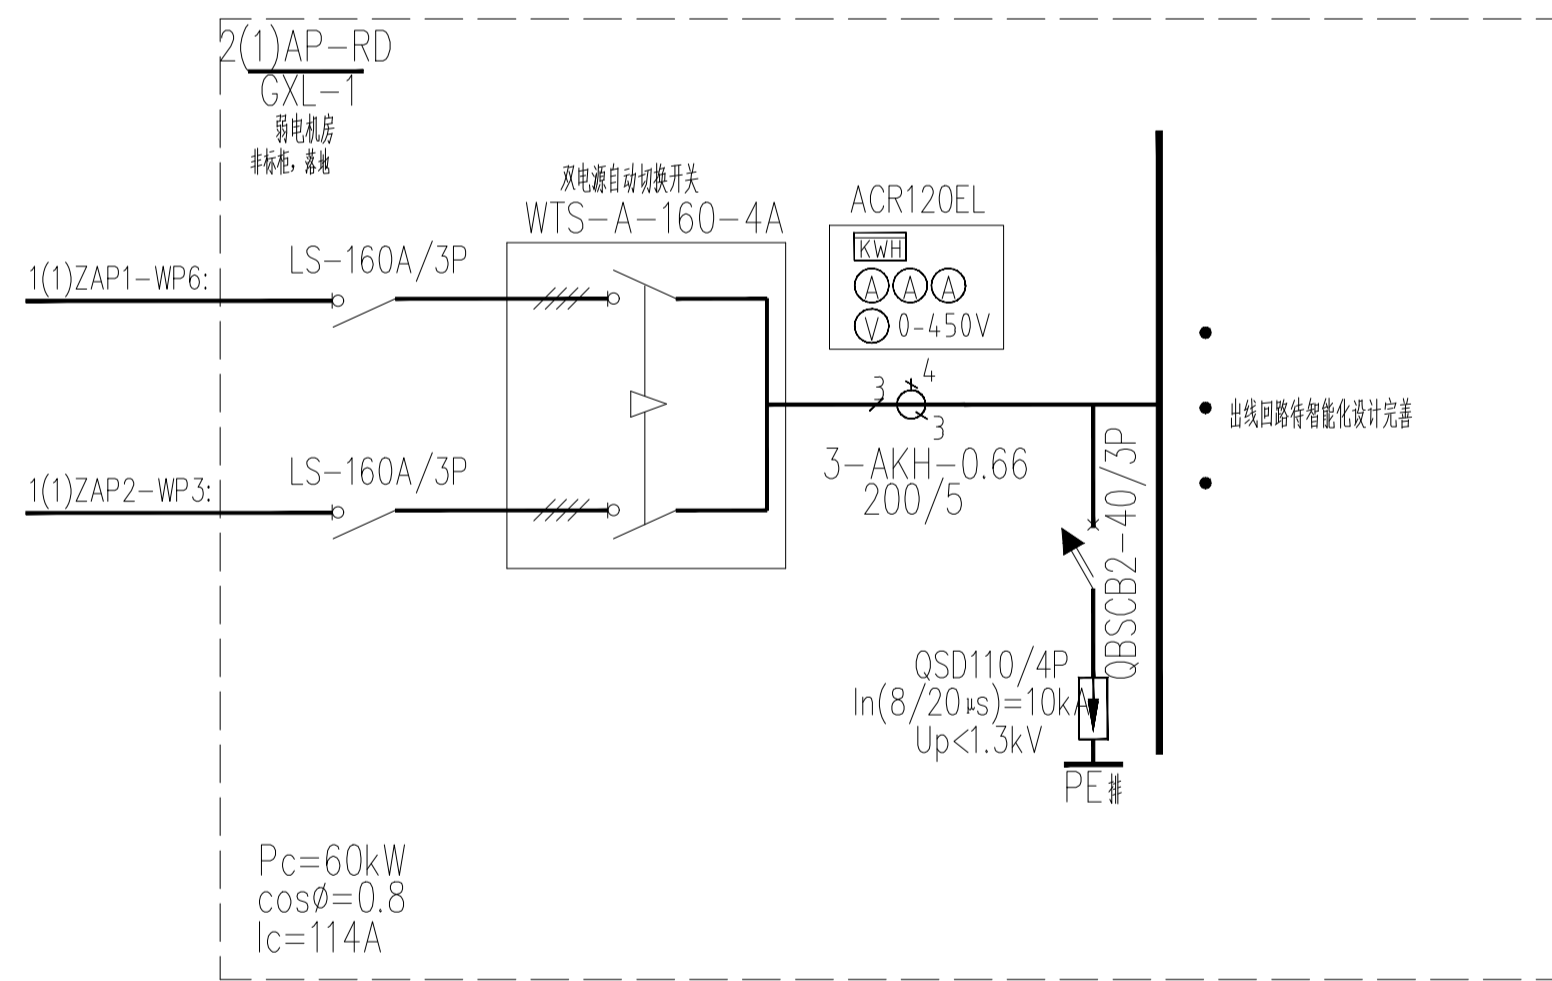 2(1)AP-RD
GXL-1
弱电机房
非标柜，落地
双电源自动切换开关
WTS-A-160-4A
ACR120EL
KWH
A A A
V 0-450V
1(1)ZAP1-WP6:
LS-160A/3P
3
4
3
3-AKH-0.66
200/5
出线回路待智能化设计完善
1(1)ZAP2-WP3:
LS-160A/3P
QBSCB2-40/3P
QSD110/4P
In(8/20μs)=10kA
Up<1.3kV
PE排
Pc=60kW
cosø=0.8
Ic=114A